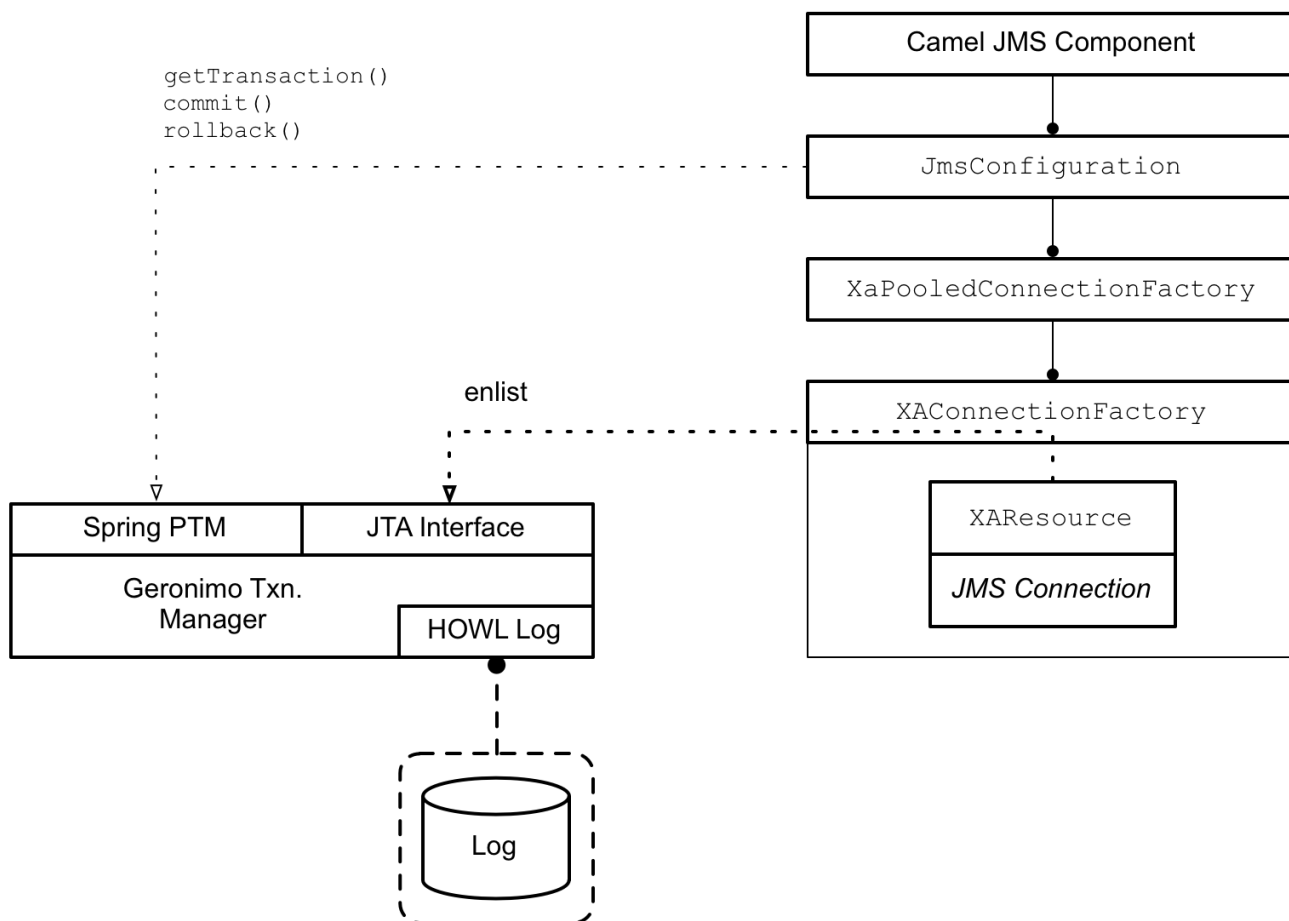 Camel JMS Component
getTransaction()
commit()
rollback()
JmsConfiguration
XaPooledConnectionFactory
enlist
XAConnectionFactory
XAResource
JMS Connection
Spring PTM
JTA Interface
Geronimo Txn.
Manager
HOWL Log
Log